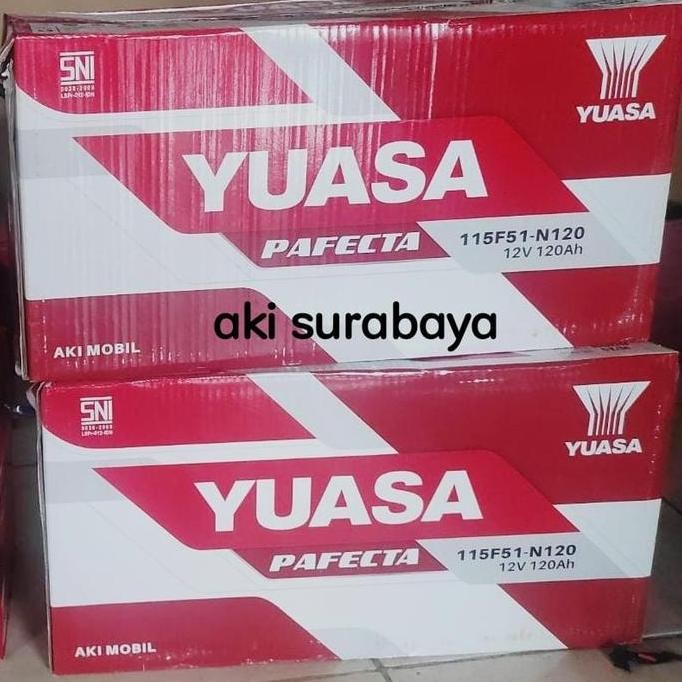 SNI
YUASA
YUASA
PAFECTA
115F51-N120
12V 120Ah
aki surabaya
AKI MOBIL
SNI
YUASA
YUASA
PAFECTA
115F51-N120
12V 120Ah
AKI MOBIL